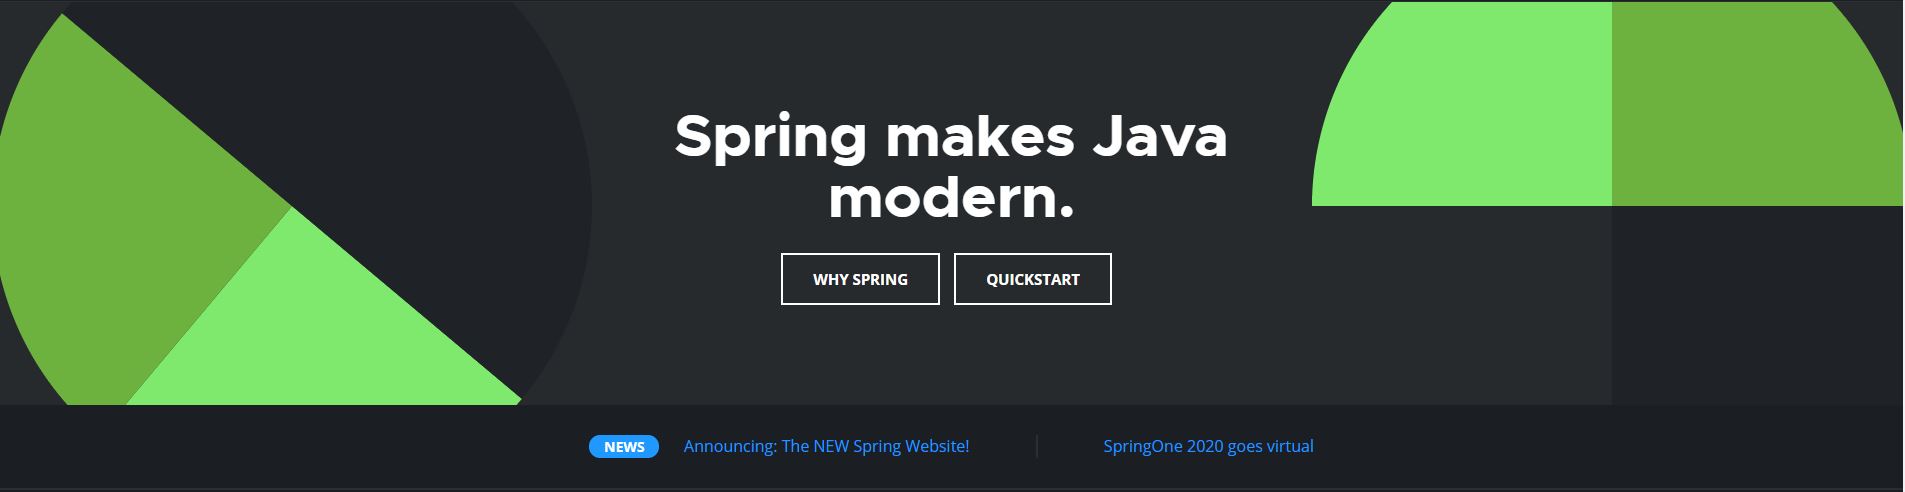 Spring makes Java
modern.
WHY SPRING
QUICKSTART
NEWS
Announcing: The NEW Spring Website!
SpringOne 2020 goes virtual